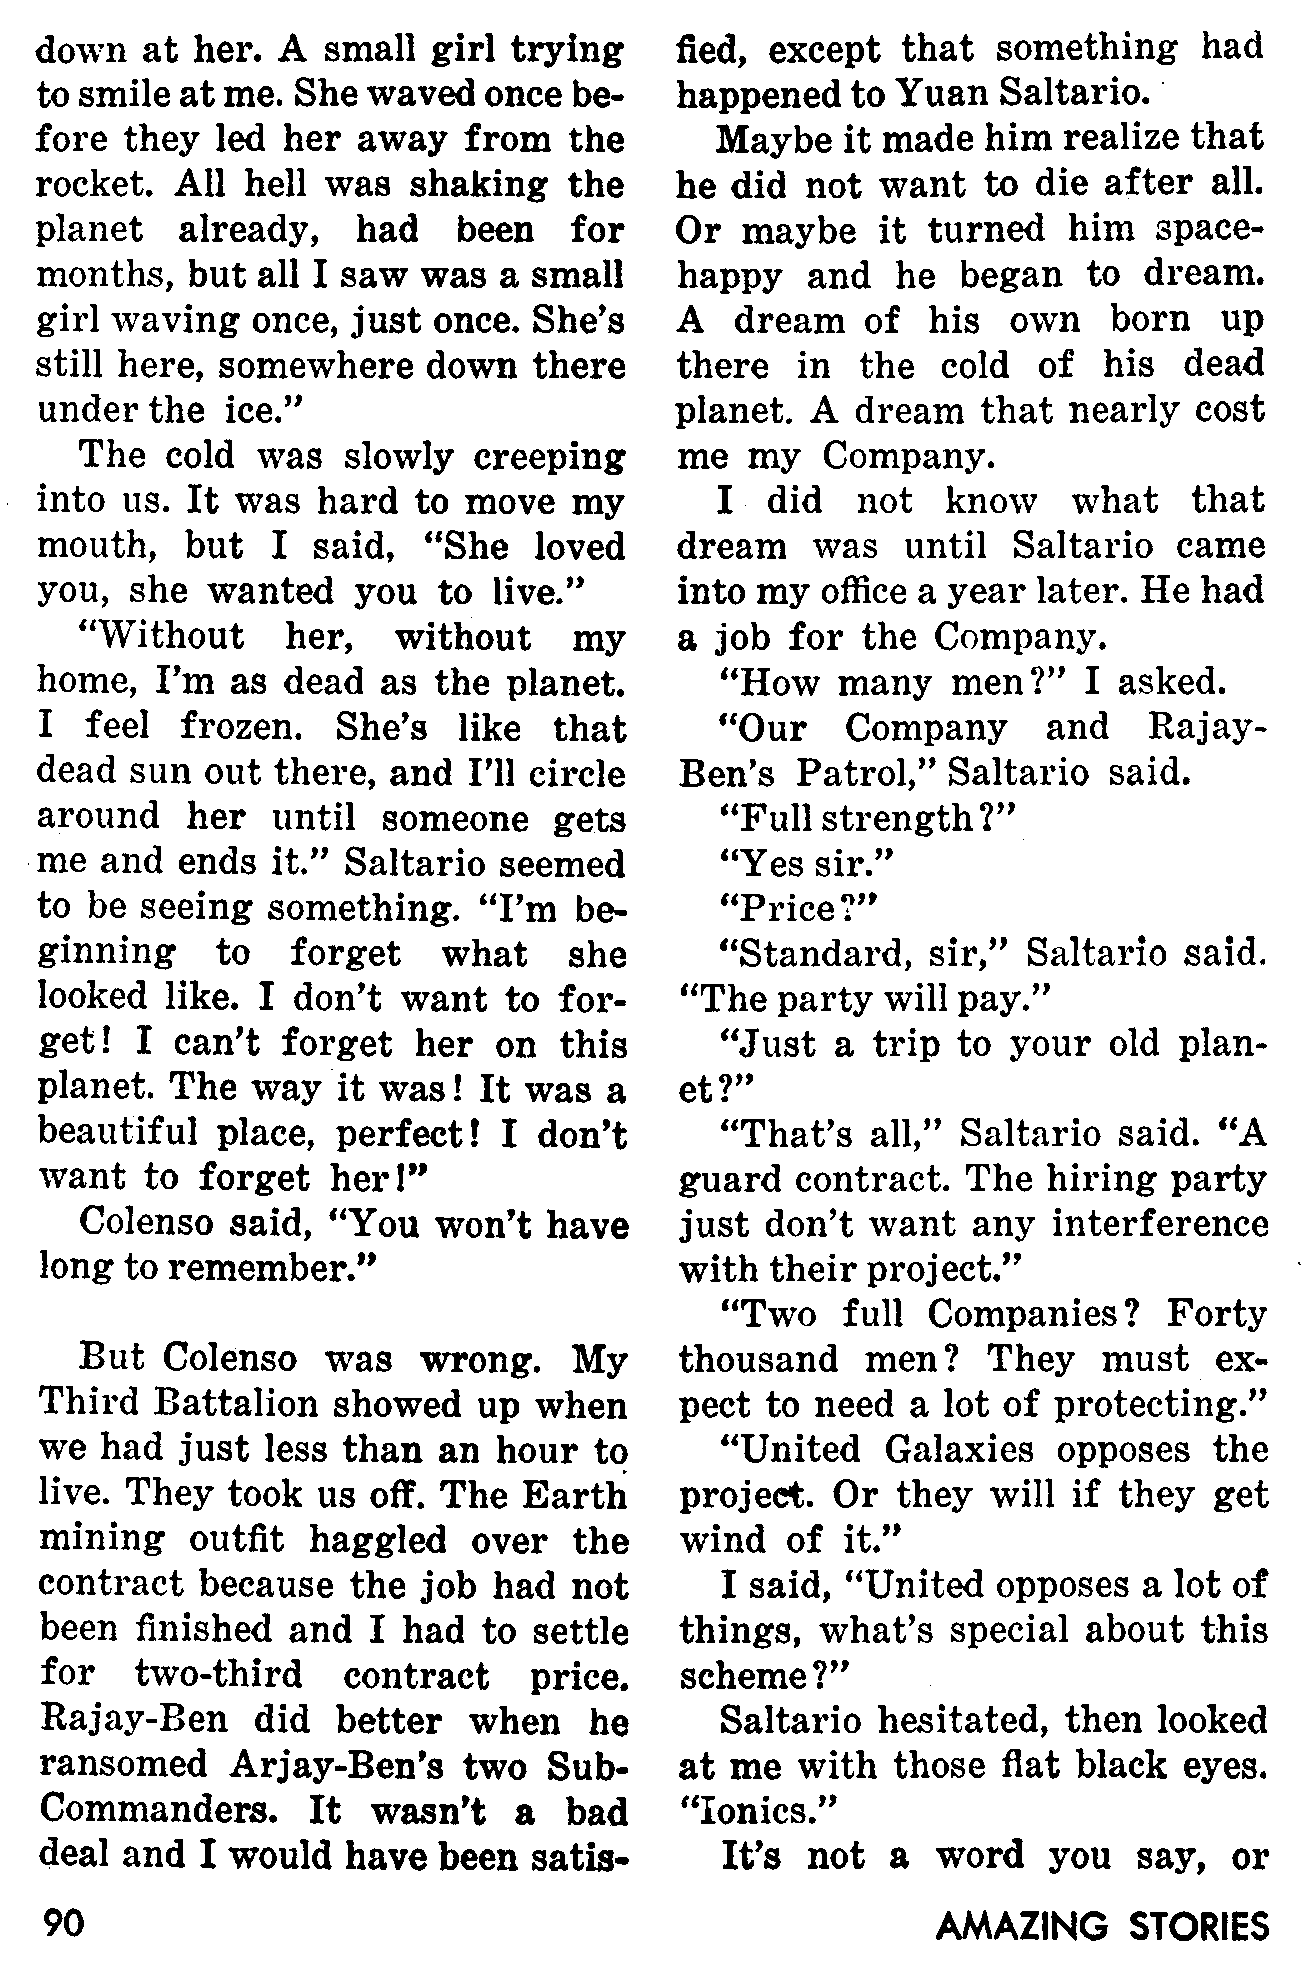 down at her. A small girl trying
to smile at me. She waved once be-
fore they led her away from the
rocket. All hell was shaking the
planet already, had been for
months, but all I saw was a small
girl waving once, just once. She's
still here, somewhere down there
under the ice."
The cold was slowly creeping
into us. It was hard to move my
mouth, but I said, "She loved
you, she wanted you to live."
"Without her, without my
home, I'm as dead as the planet.
I feel frozen. She's like that
dead sun out there, and I'll circle
around her until someone gets
me and ends it." Saltario seemed
to be seeing something. "I'm be-
ginning to forget what she
looked like. I don't want to for-
get! I can't forget her on this
planet. The way it was! It was a
beautiful place, perfect! I don't
want to forget her!"
Colenso said, "You won't have
long to remember."
But Colenso was wrong. My
Third Battalion showed up when
we had just less than an hour to
live. They took us off. The Earth
mining outfit haggled over the
contract because the job had not
been finished and I had to settle
for two-third contract price.
Rajay-Ben did better when he
ransomed Arjay-Ben's two Sub-
Commanders. It wasn't a bad
deal and I would have been satis-
fied, except that something had
happened to Yuan Saltario.
Maybe it made him realize that
he did not want to die after all.
Or maybe it turned him space-
happy and he began to dream.
A dream of his own born up
there in the cold of his dead
planet. A dream that nearly cost
me my Company.
I did not know what that
dream was until Saltario came
into my office a year later. He had
a job for the Company.
"How many men?" I asked.
"Our Company and Rajay-
Ben's Patrol," Saltario said.
"Full strength?"
"Yes sir."
"Price?"
"Standard, sir," Saltario said.
"The party will pay."
"Just a trip to your old plan-
et?"
"That's all," Saltario said. "A
guard contract. The hiring party
just don't want any interference
with their project."
"Two full Companies? Forty
thousand men? They must ex-
pect to need a lot of protecting."
"United Galaxies opposes the
project. Or they will if they get
wind of it."
I said, "United opposes a lot of
things, what's special about this
scheme?"
Saltario hesitated, then looked
at me with those flat black eyes.
"Ionics."
It's not a word you say, or
90
AMAZING STORIES